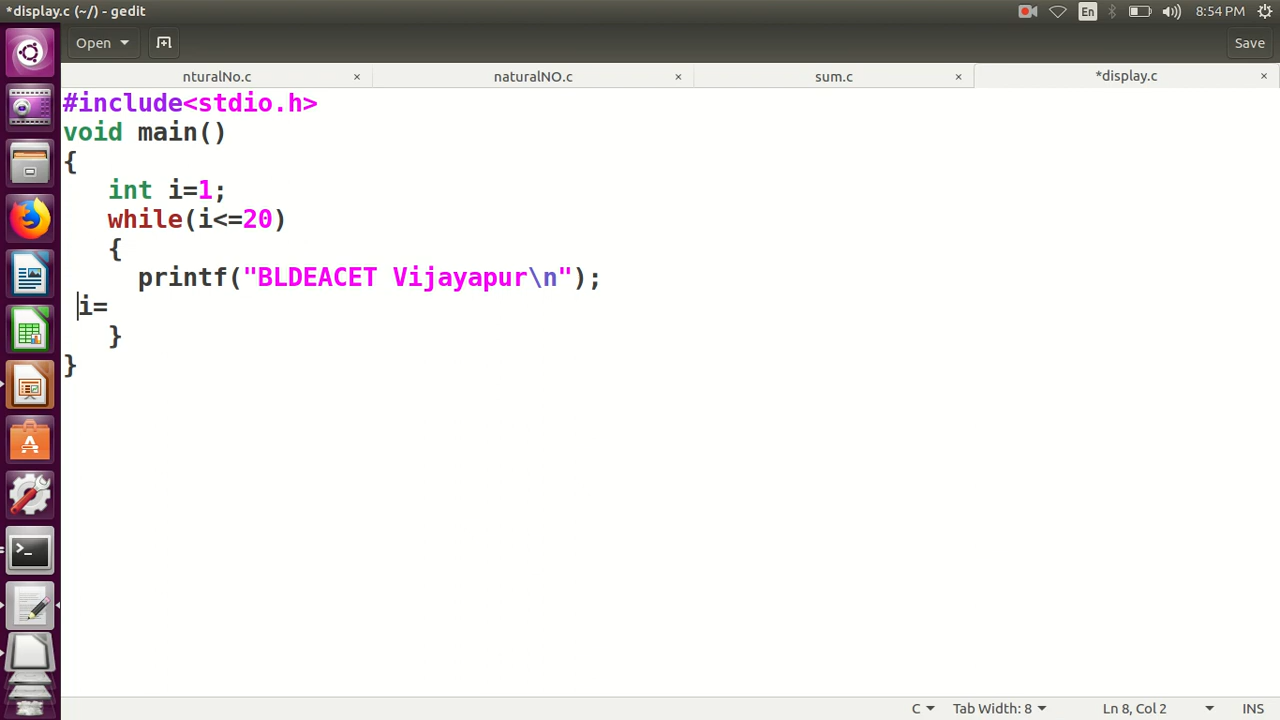 *display.c (~/) - gedit
En
8:54 PM
Open
Save
nturalNo.c × naturalNO.c × sum.c × *display.c ×
#include<stdio.h>
void main()
{
int i=1;
while(i<=20)
{
printf("BLDEACET Vijayapur\n");
i=
}
}
C Tab Width: 8 Ln 8, Col 2 INS